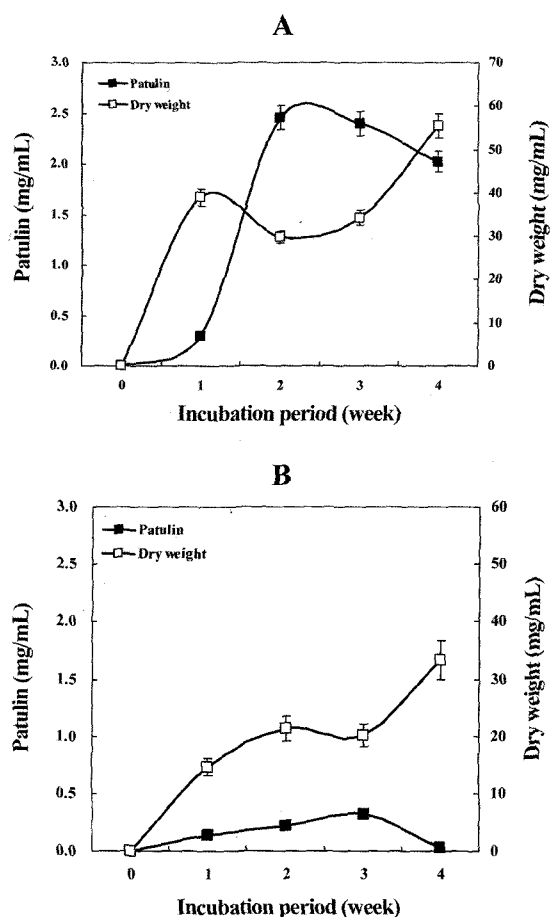 A
3.0
2.5
2.0
1.5
1.0
0.5
0.0
Patulin (mg/mL)
Patulin
Dry weight
70
60
50
40
30
20
10
0
Dry weight (mg/mL)
0 1 2 3 4
Incubation period (week)
B
3.0
2.5
2.0
1.5
1.0
0.5
0.0
Patulin (mg/mL)
Patulin
Dry weight
60
50
40
30
20
10
0
Dry weight (mg/mL)
0 1 2 3 4
Incubation period (week)